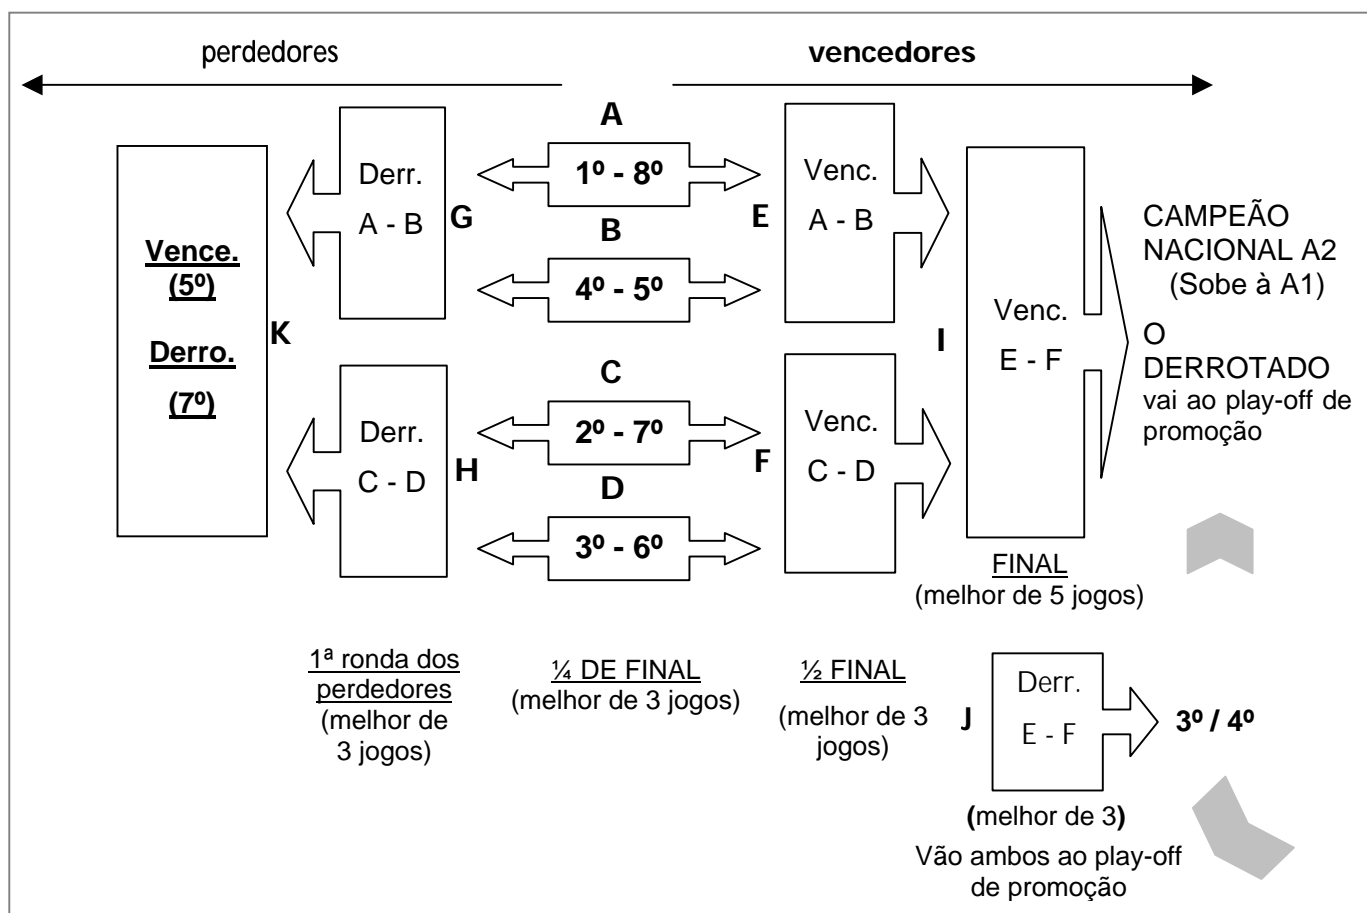 perdedores
vencedores
A
1º - 8º
B
4º - 5º
C
2º - 7º
D
3º - 6º
Derr.
A - B
G
Derr.
C - D
H
Vence.
(5º)
Derro.
(7º)
K
E
Venc.
A - B
F
Venc.
C - D
I
Venc.
E - F
CAMPEÃO
NACIONAL A2
(Sobe à A1)
O
DERROTADO
vai ao play-off de
promoção
FINAL
(melhor de 5 jogos)
1ª ronda dos
perdedores
(melhor de
3 jogos)
¼ DE FINAL
(melhor de 3 jogos)
½ FINAL
(melhor de 3
jogos)
J
Derr.
E - F
3º / 4º
(melhor de 3)
Vão ambos ao play-off
de promoção